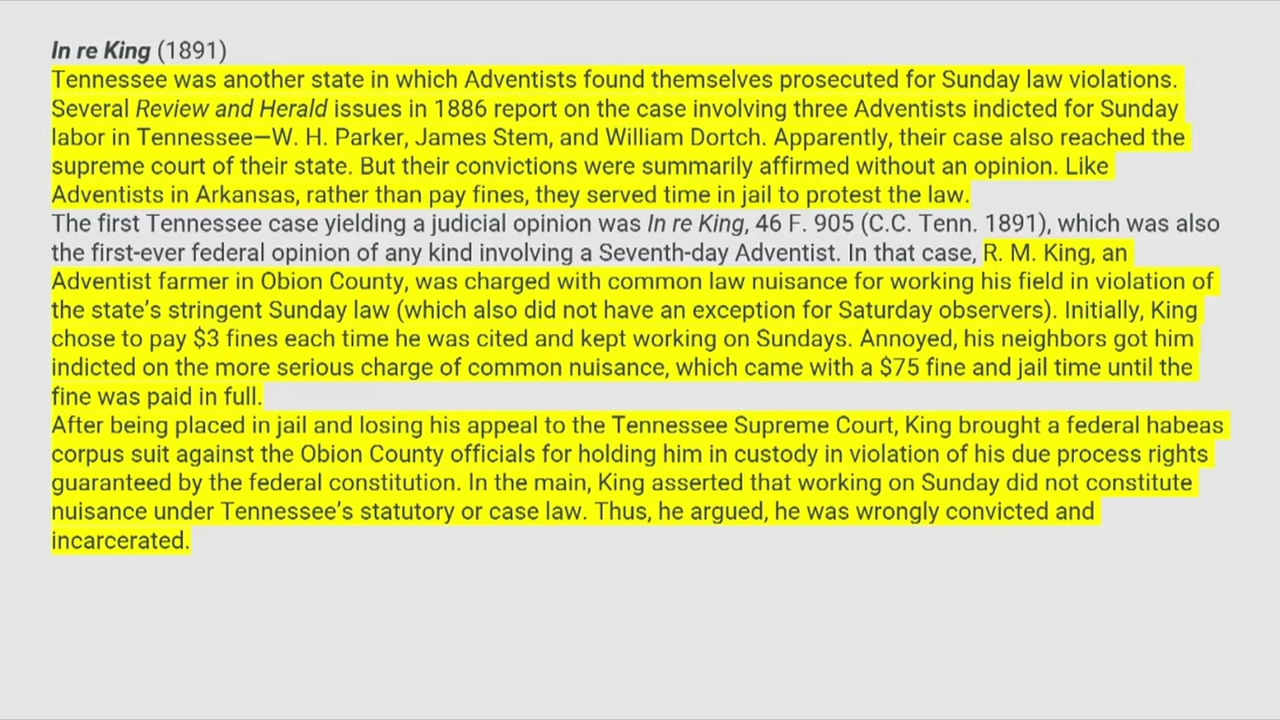 In re King (1891)
Tennessee was another state in which Adventists found themselves prosecuted for Sunday law violations.
Several Review and Herald issues in 1886 report on the case involving three Adventists indicted for Sunday
labor in Tennessee—W. H. Parker, James Stem, and William Dortch. Apparently, their case also reached the
supreme court of their state. But their convictions were summarily affirmed without an opinion. Like
Adventists in Arkansas, rather than pay fines, they served time in jail to protest the law.
The first Tennessee case yielding a judicial opinion was In re King, 46 F. 905 (C.C. Tenn. 1891), which was also
the first-ever federal opinion of any kind involving a Seventh-day Adventist. In that case, R. M. King, an
Adventist farmer in Obion County, was charged with common law nuisance for working his field in violation of
the state’s stringent Sunday law (which also did not have an exception for Saturday observers). Initially, King
chose to pay $3 fines each time he was cited and kept working on Sundays. Annoyed, his neighbors got him
indicted on the more serious charge of common nuisance, which came with a $75 fine and jail time until the
fine was paid in full.
After being placed in jail and losing his appeal to the Tennessee Supreme Court, King brought a federal habeas
corpus suit against the Obion County officials for holding him in custody in violation of his due process rights
guaranteed by the federal constitution. In the main, King asserted that working on Sunday did not constitute
nuisance under Tennessee’s statutory or case law. Thus, he argued, he was wrongly convicted and
incarcerated.